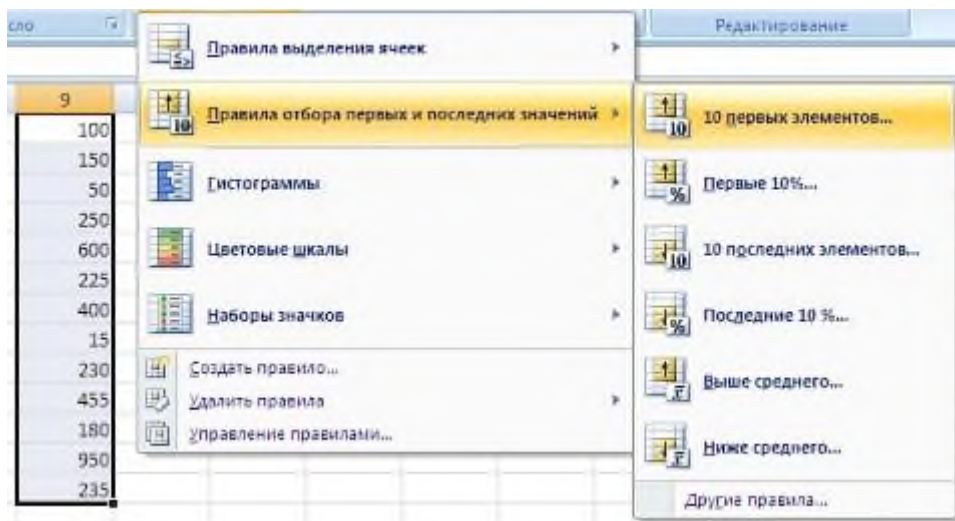 сло
Редактирование
9
100
150
50
250
600
225
400
15
230
455
180
950
235
Правила выделения ячеек
Правила отбора первых и последних значений
Гистограммы
Цветовые шкалы
Наборы значков
Создать правило...
Удалить правила
Управление правилами...
10 первых элементов...
Первые 10%...
10 последних элементов...
Последние 10 %...
Выше среднего...
Ниже среднего...
Другие правила...